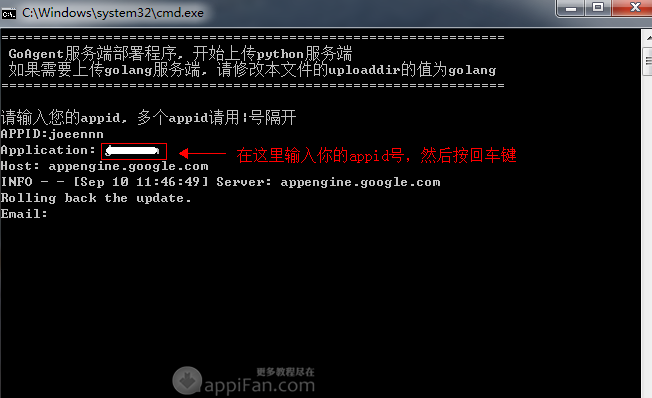 C:\Windows\system32\cmd.exe
===============================================================
GoAgent服务端部署程序, 开始上传python服务端
如果需要上传golang服务端, 请修改本文件的uploaddir的值为golang
===============================================================
请输入您的appid, 多个appid请用|号隔开
APPID:joeennn
Application:
在这里输入你的appid号，然后按回车键
Host: appengine.google.com
INFO - - [Sep 10 11:46:49] Server: appengine.google.com
Rolling back the update.
Email:
更多教程尽在
appiFan.com